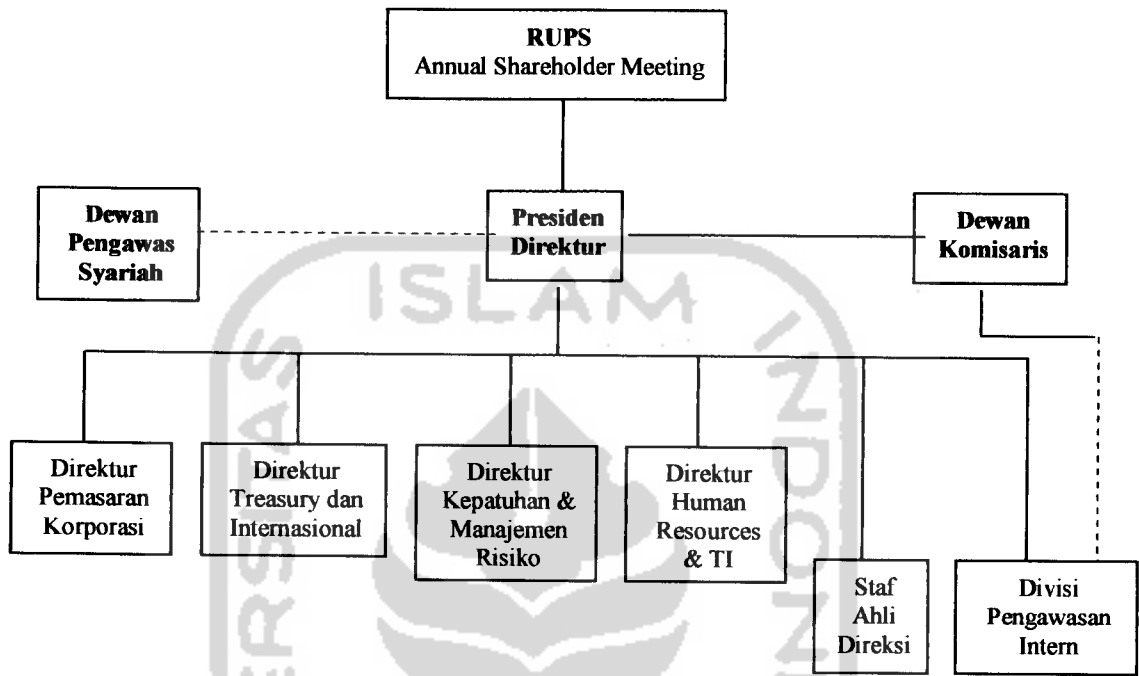 RUPS
Annual Shareholder Meeting
Dewan
Pengawas
Syariah
Presiden
Direktur
Dewan
Komisaris
Direktur
Pemasaran
Korporasi
Direktur
Treasury dan
Internasional
Direktur
Kepatuhan &
Manajemen
Risiko
Direktur
Human
Resources
& TI
Staf
Ahli
Direksi
Divisi
Pengawasan
Intern
ISLAM